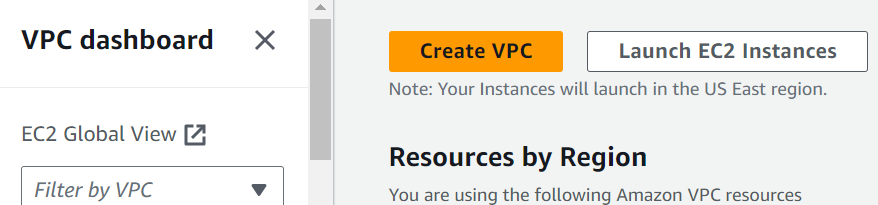 VPC dashboard
EC2 Global View
Filter by VPC
Create VPC
Launch EC2 Instances
Note: Your Instances will launch in the US East region.
Resources by Region
You are using the following Amazon VPC resources